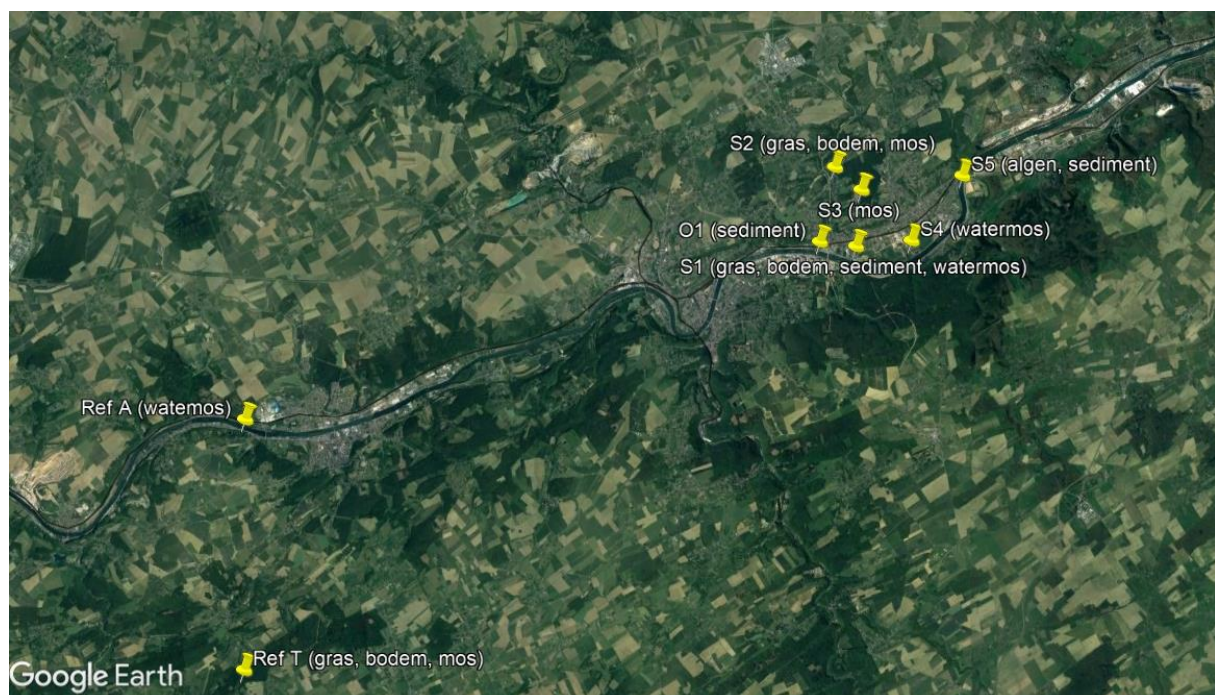 S2 (gras, bodem, mos)
S5 (algen, sediment)
S3 (mos)
O1 (sediment)
S4 (watermos)
S1 (gras, bodem, sediment, watermos)
Ref A (watemos)
Ref T (gras, bodem, mos)
Google Earth